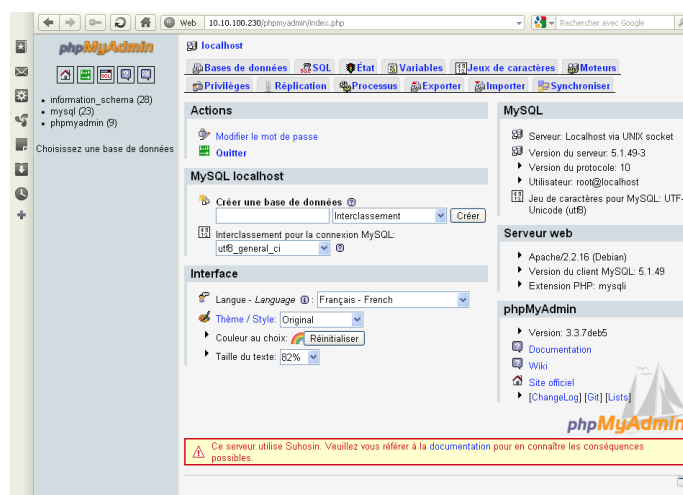 Web 10.10.100.230/phpmyadmin/index.php
Rechercher avec Google
phpMyAdmin
SQL
information_schema (28)
mysql (23)
phpmyadmin (9)
Choisissez une base de données
localhost
Bases de données SQL État Variables Jeux de caractères Moteurs
Privilèges Réplication Processus Exporter Importer Synchroniser
Actions
Modifier le mot de passe
Quitter
MySQL localhost
Créer une base de données
Interclassement Créer
Interclassement pour la connexion MySQL:
utf8_general_ci
Interface
Langue - Language : Français - French
Thème / Style: Original
Couleur au choix: Réinitialiser
Taille du texte: 82%
MySQL
Serveur: Localhost via UNIX socket
Version du serveur: 5.1.49-3
Version du protocole: 10
Utilisateur: root@localhost
Jeu de caractères pour MySQL: UTF-
Unicode (utf8)
Serveur web
Apache/2.2.16 (Debian)
Version du client MySQL: 5.1.49
Extension PHP: mysqli
phpMyAdmin
Version: 3.3.7deb5
Documentation
Wiki
Site officiel
[ChangeLog] [Git] [Lists]
phpMyAdmin
Ce serveur utilise Suhosin. Veuillez vous référer à la documentation pour en connaître les conséquences
possibles.